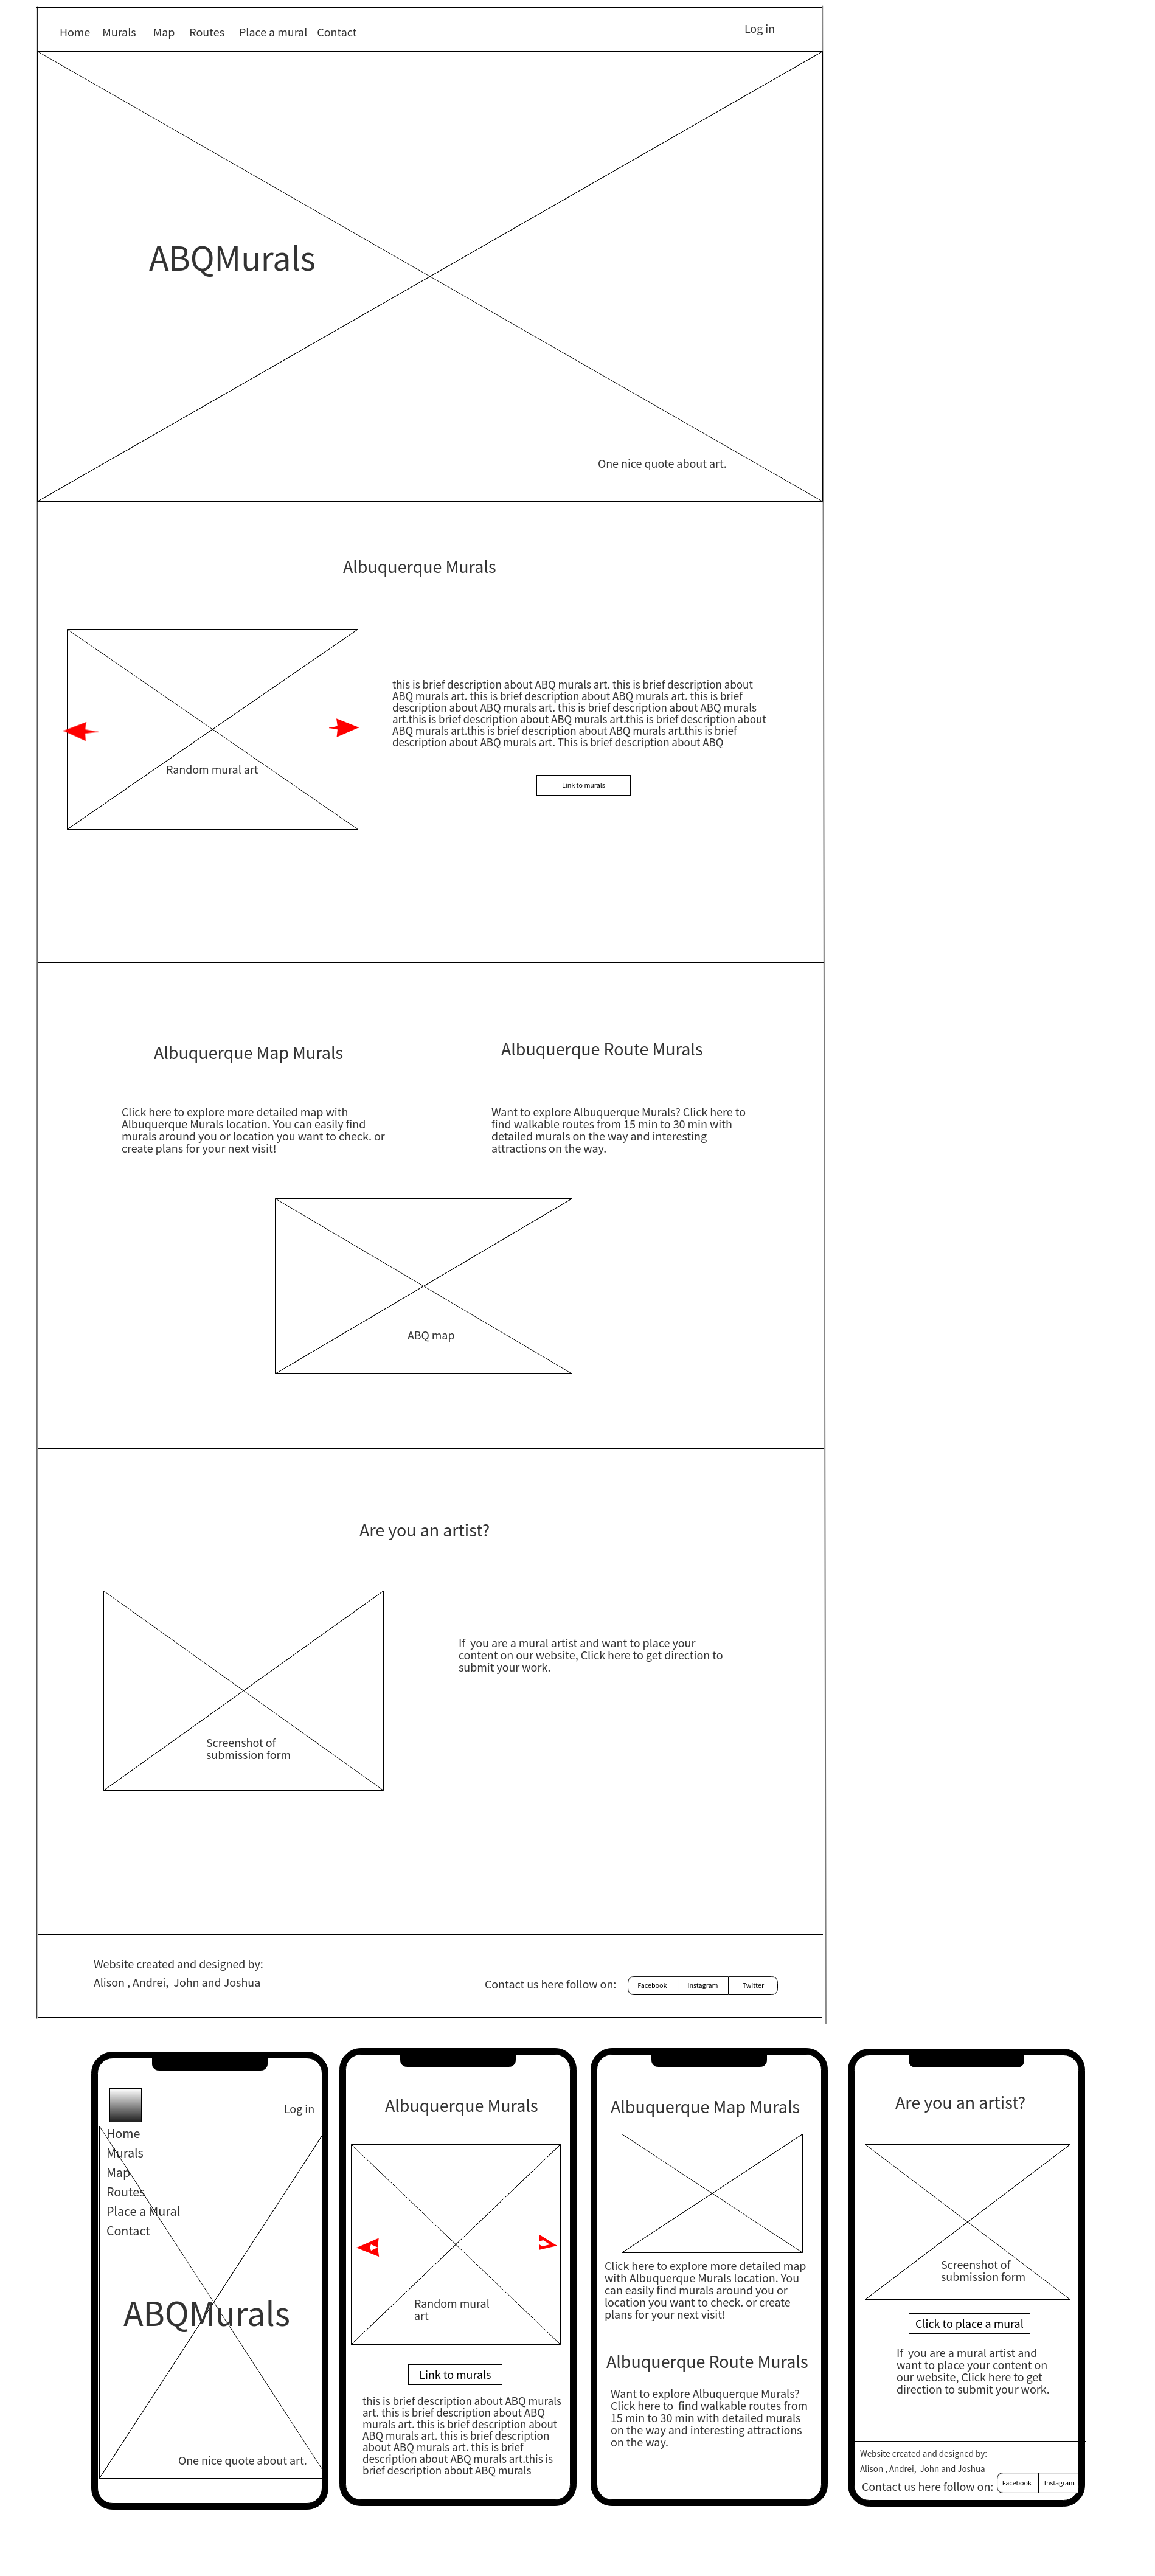 Home Murals Map Routes Place a mural Contact Log in
ABQMurals
One nice quote about art.
Albuquerque Murals
Random mural art
this is brief description about ABQ murals art. this is brief description about
ABQ murals art. this is brief description about ABQ murals art. this is brief
description about ABQ murals art. this is brief description about ABQ murals
art.this is brief description about ABQ murals art.this is brief description about
ABQ murals art.this is brief description about ABQ murals art.this is brief
description about ABQ murals art. This is brief description about ABQ
Link to murals
Albuquerque Map Murals
Click here to explore more detailed map with
Albuquerque Murals location. You can easily find
murals around you or location you want to check. or
create plans for your next visit!
Albuquerque Route Murals
Want to explore Albuquerque Murals? Click here to
find walkable routes from 15 min to 30 min with
detailed murals on the way and interesting
attractions on the way.
ABQ map
Are you an artist?
Screenshot of
submission form
If you are a mural artist and want to place your
content on our website, Click here to get direction to
submit your work.
Website created and designed by:
Alison , Andrei, John and Joshua
Contact us here follow on:
Facebook Instagram Twitter
Log in
Home
Murals
Map
Routes
Place a Mural
Contact
ABQMurals
One nice quote about art.
Albuquerque Murals
Random mural
art
Link to murals
this is brief description about ABQ murals
art. this is brief description about ABQ
murals art. this is brief description about
ABQ murals art. this is brief description
about ABQ murals art. this is brief
description about ABQ murals art.this is
brief description about ABQ murals
Albuquerque Map Murals
Click here to explore more detailed map
with Albuquerque Murals location. You
can easily find murals around you or
location you want to check. or create
plans for your next visit!
Albuquerque Route Murals
Want to explore Albuquerque Murals?
Click here to find walkable routes from
15 min to 30 min with detailed murals
on the way and interesting attractions
on the way.
Are you an artist?
Screenshot of
submission form
Click to place a mural
If you are a mural artist and
want to place your content on
our website, Click here to get
direction to submit your work.
Website created and designed by:
Alison , Andrei, John and Joshua
Contact us here follow on:
Facebook Instagram